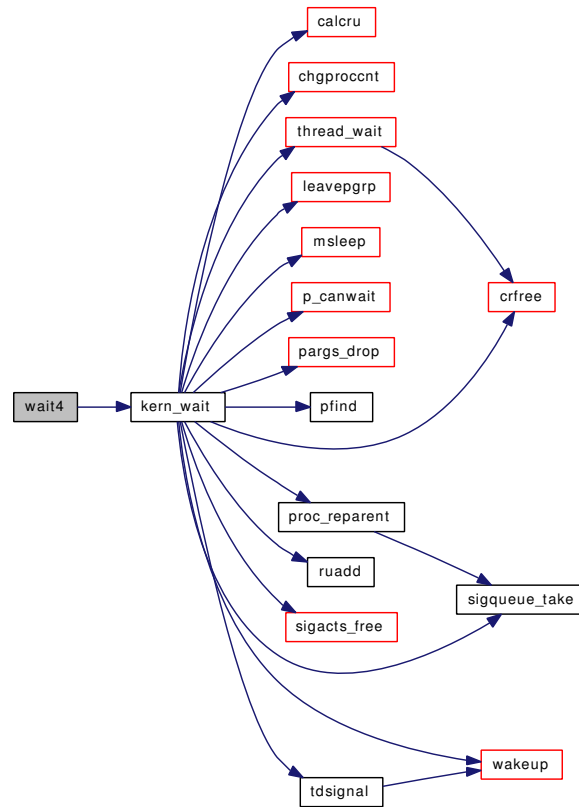 calcru
chgproccnt
thread_wait
leavepgrp
msleep
p_canwait
crfree
pargs_drop
wait4
kern_wait
pfind
proc_reparent
ruadd
sigqueue_take
sigacts_free
wakeup
tdsignal